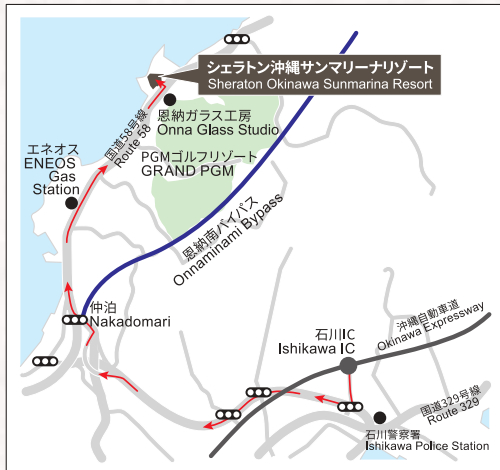 シェラトン沖縄サンマリーナリゾート
Sheraton Okinawa Sunmarina Resort
恩納ガラス工房
Onna Glass Studio
国道58号線
Route 58
エネオス
ENEOS
Gas
Station
PGMゴルフリゾート
GRAND PGM
恩納南バイパス
Onnaminami Bypass
仲泊
Nakadomari
石川IC
Ishikawa IC
沖縄自動車道
Okinawa Expressway
国道329号線
Route 329
石川警察署
Ishikawa Police Station